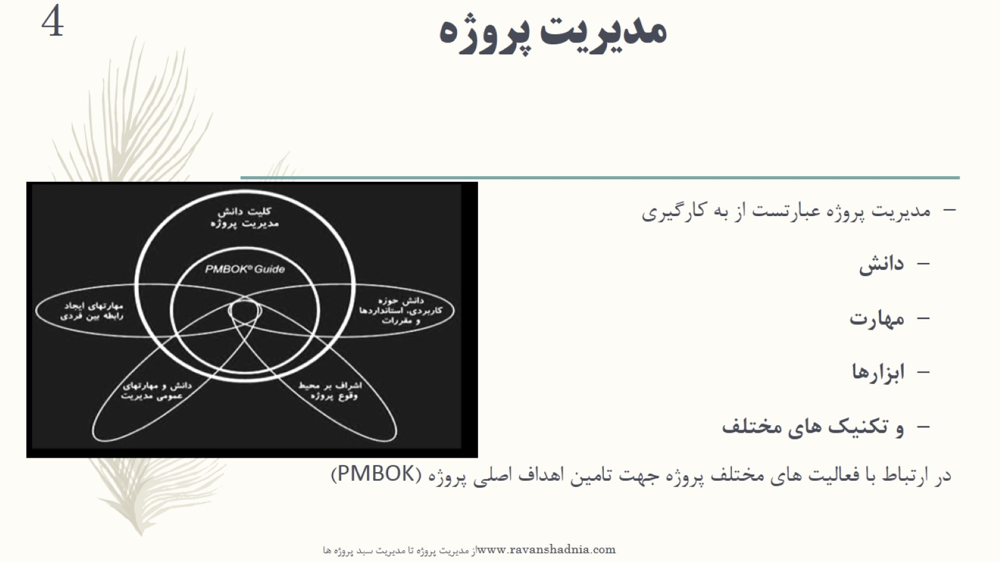 4
مدیریت پروژه
– مدیریت پروژه عبارتست از به کارگیری
– دانش
– مهارت
– ابزارها
– و تکنیک های مختلف
در ارتباط با فعالیت های مختلف پروژه جهت تامین اهداف اصلی پروژه (PMBOK)
کلیت دانش
مدیریت پروژه
PMBOK® Guide
دانش حوزه
کاربردی، استانداردها
و مقررات
مهارتهای ایجاد
رابطه بین فردی
اشراف بر محیط
وقوع پروژه
دانش و مهارتهای
عمومی مدیریت
www.ravanshadnia.comاز مدیریت پروژه تا مدیریت سبد پروژه ها